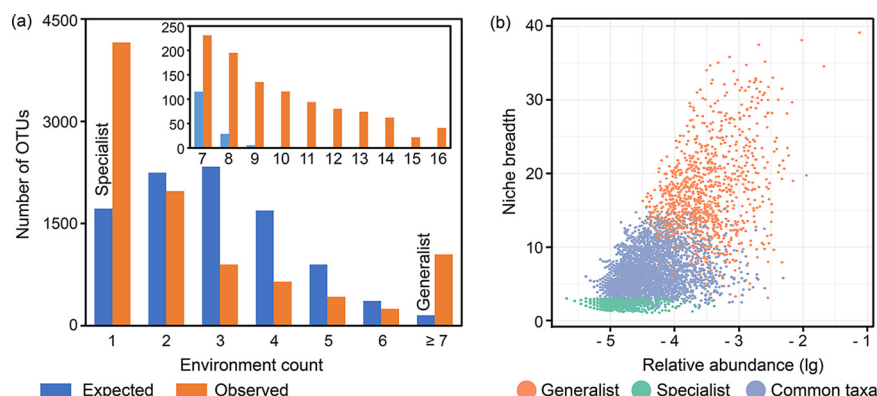 (a)
4500
3000
1500
0
Number of OTUs
Specialist
Generalist
250
200
150
100
50
0
7 8 9 10 11 12 13 14 15 16
1 2 3 4 5 6 ≥ 7
Environment count
Expected Observed
(b)
40
30
20
10
0
Niche breadth
- 5 - 4 - 3 - 2 - 1
Relative abundance (lg)
Generalist Specialist Common taxa